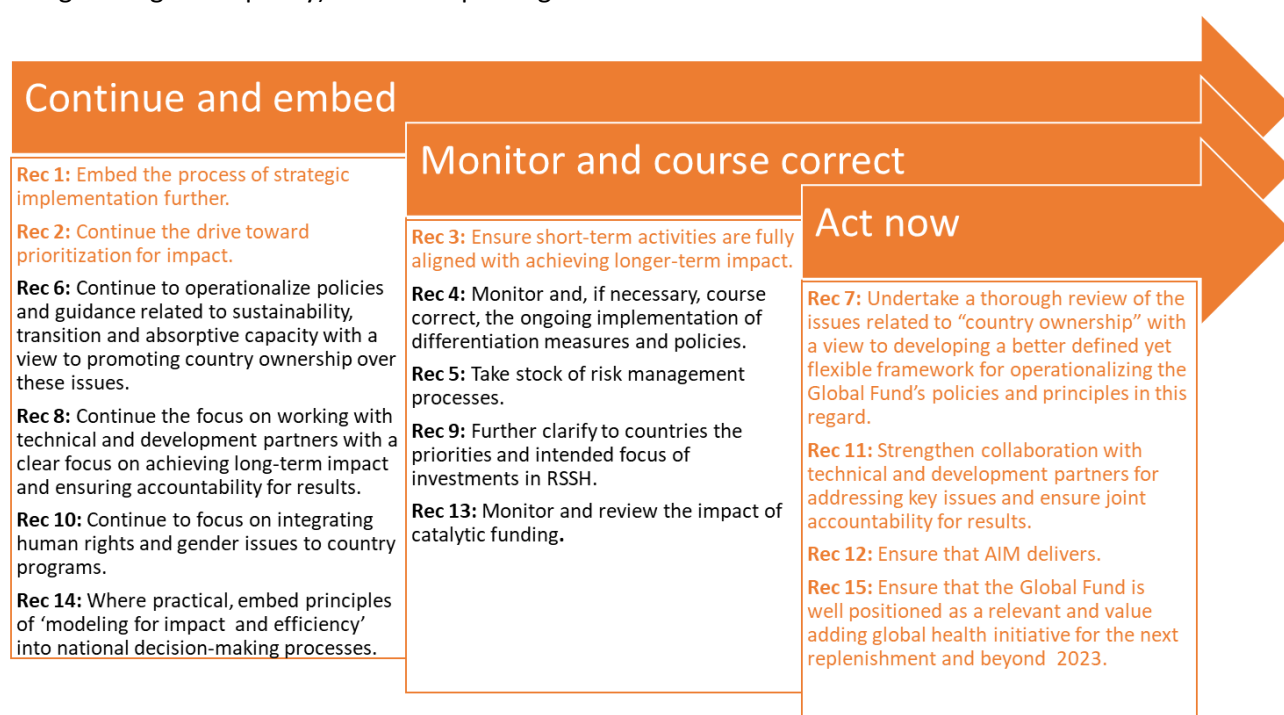 Continue and embed
Rec 1: Embed the process of strategic
implementation further.
Rec 2: Continue the drive toward
prioritization for impact.
Rec 6: Continue to operationalize policies
and guidance related to sustainability,
transition and absorptive capacity with a
view to promoting country ownership over
these issues.
Rec 8: Continue the focus on working with
technical and development partners with a
clear focus on achieving long-term impact
and ensuring accountability for results.
Rec 10: Continue to focus on integrating
human rights and gender issues to country
programs.
Rec 14: Where practical, embed principles
of ‘modeling for impact and efficiency’
into national decision-making processes.
Monitor and course correct
Rec 3: Ensure short-term activities are fully
aligned with achieving longer-term impact.
Rec 4: Monitor and, if necessary, course
correct, the ongoing implementation of
differentiation measures and policies.
Rec 5: Take stock of risk management
processes.
Rec 9: Further clarify to countries the
priorities and intended focus of
investments in RSSH.
Rec 13: Monitor and review the impact of
catalytic funding.
Act now
Rec 7: Undertake a thorough review of the
issues related to “country ownership” with
a view to developing a better defined yet
flexible framework for operationalizing the
Global Fund’s policies and principles in this
regard.
Rec 11: Strengthen collaboration with
technical and development partners for
addressing key issues and ensure joint
accountability for results.
Rec 12: Ensure that AIM delivers.
Rec 15: Ensure that the Global Fund is
well positioned as a relevant and value
adding global health initiative for the next
replenishment and beyond 2023.